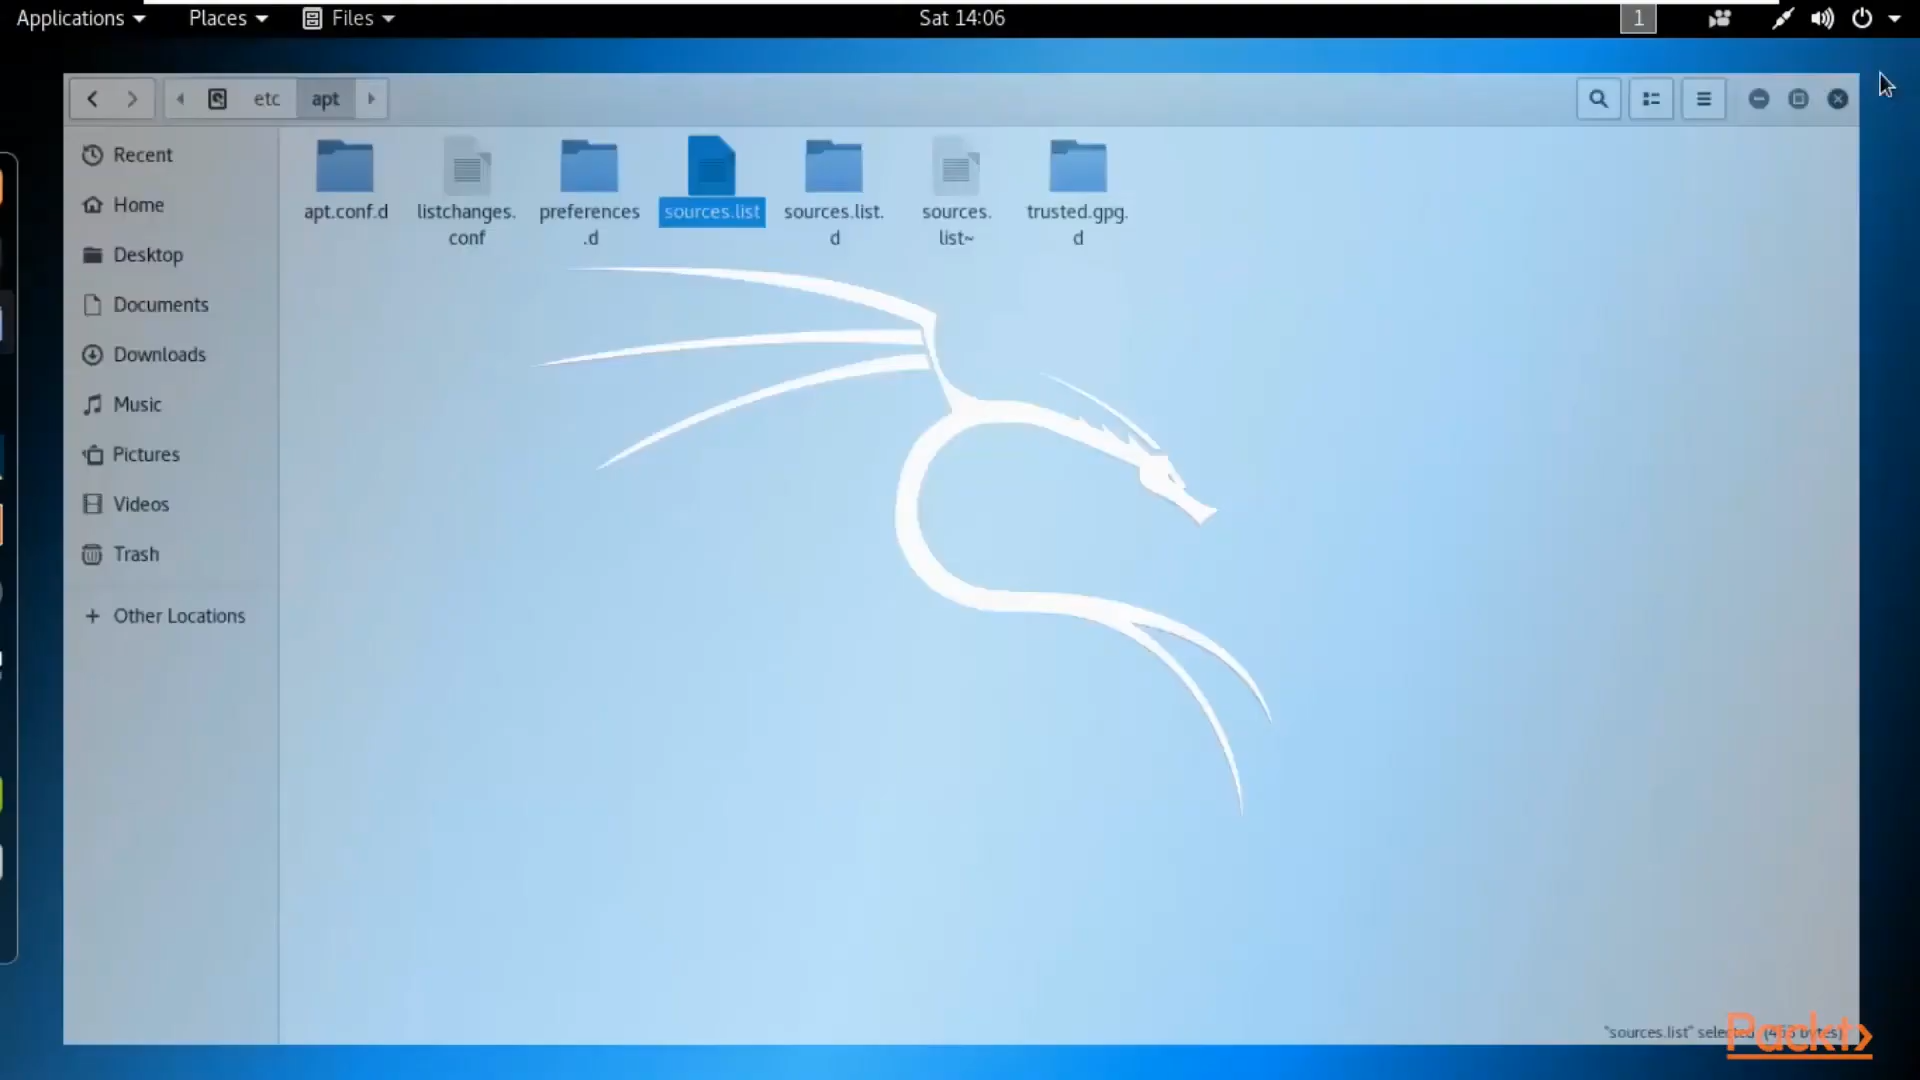 Applications
Places
Files
Sat 14:06
1
etc
apt
Recent
Home
Desktop
Documents
Downloads
Music
Pictures
Videos
Trash
Other Locations
apt.conf.d
listchanges.
conf
preferences
.d
sources.list
sources.list.
d
sources.
list~
trusted.gpg.
d
"sources.list" selected bytes)
Packt>